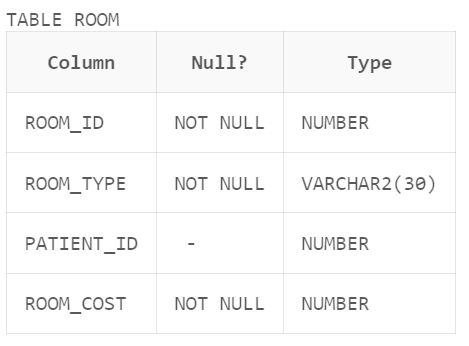 TABLE ROOM
Column Null? Type
ROOM_ID NOT NULL NUMBER
ROOM_TYPE NOT NULL VARCHAR2(30)
PATIENT_ID - NUMBER
ROOM_COST NOT NULL NUMBER